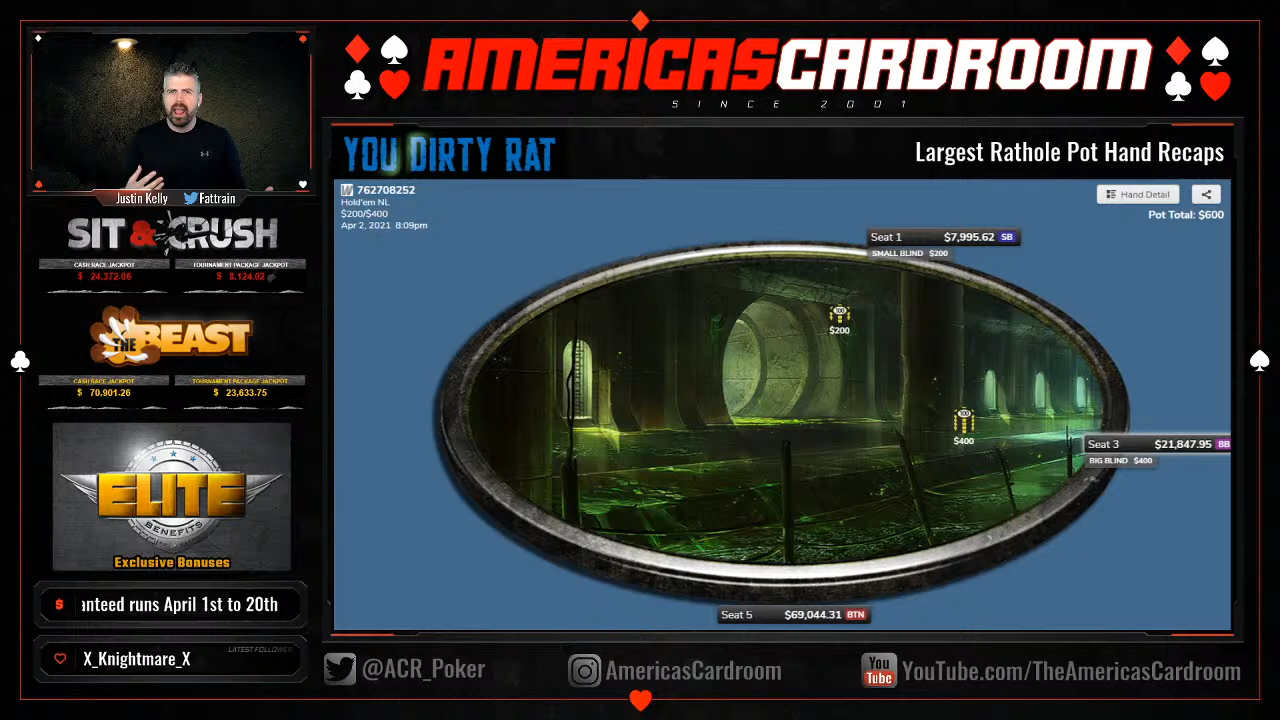 AMERICASCARDROOM
SINCE 2001
Justin Kelly Fattrain
YOU DIRTY RAT
Largest Rathole Pot Hand Recaps
762708252
Hold'em NL
$200/$400
Apr 2, 2021 8:09pm
Hand Detail
Pot Total: $600
Seat 1 $7,995.62 SB
SMALL BLIND $200
100
$200
100
$400
Seat 3 $21,847.95 BB
BIG BLIND $400
Seat 5 $69,044.31 BTN
SIT & CRUSH
CASH RACE JACKPOT TOURNAMENT PACKAGE JACKPOT
$ 24,372.06 $ 8,124.02
THE BEAST
CASH RACE JACKPOT TOURNAMENT PACKAGE JACKPOT
$ 70,901.26 $ 23,633.75
ELITE
BENEFITS
Exclusive Bonuses
$ anteed runs April 1st to 20th
LATEST FOLLOWER
X_Knightmare_X
@ACR_Poker
AmericasCardroom
You Tube YouTube.com/TheAmericasCardroom